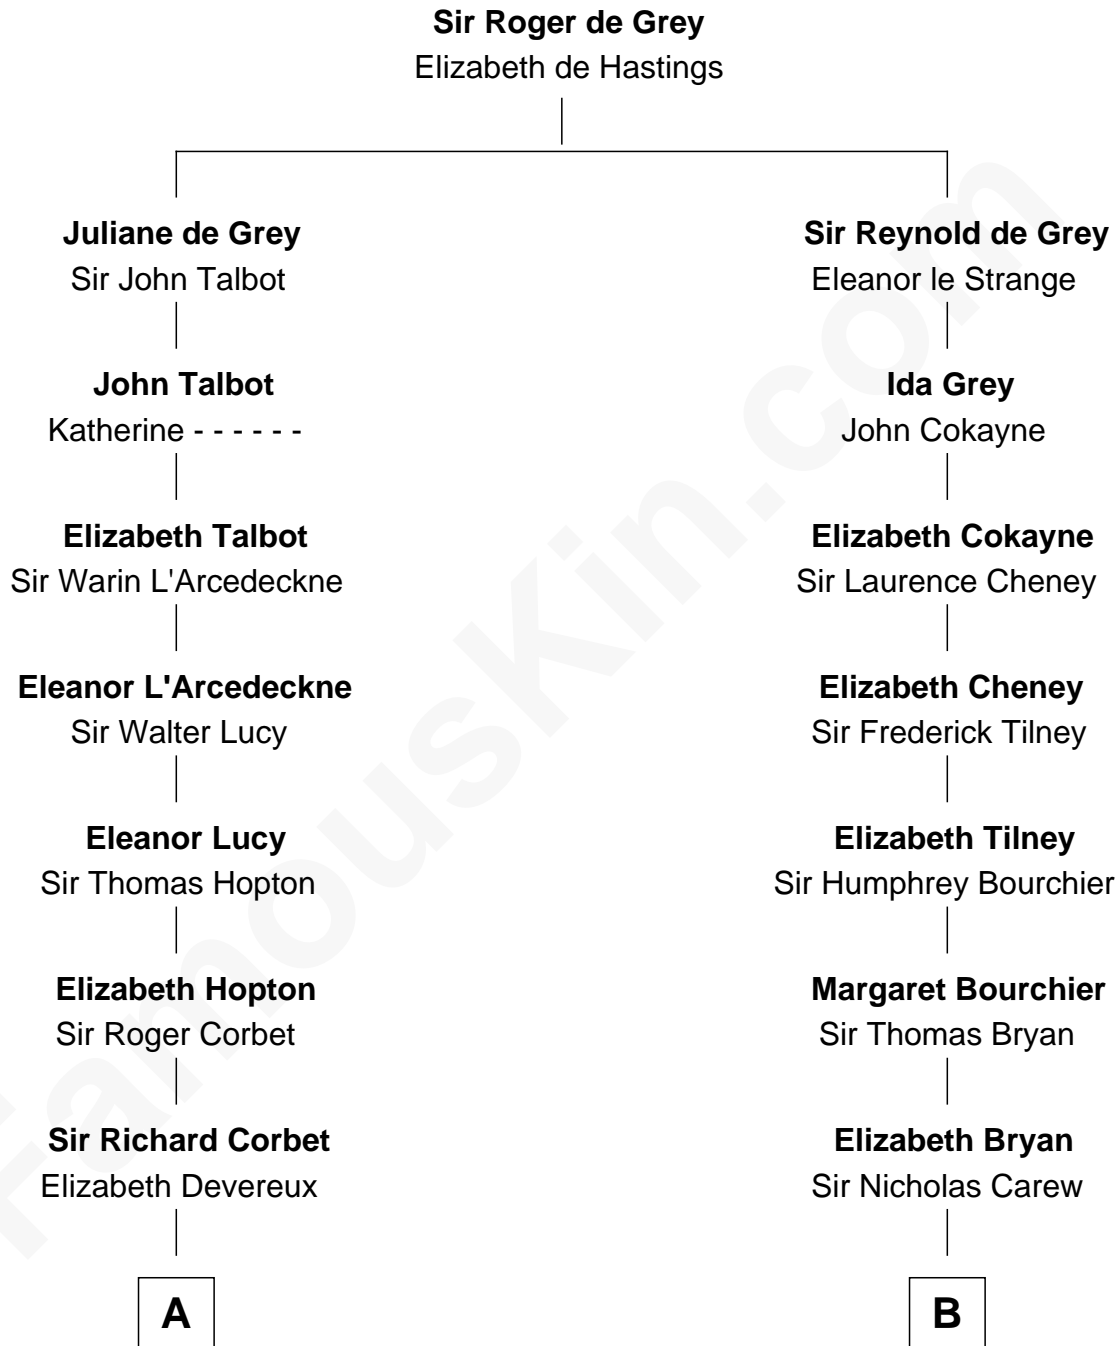 Sir Roger de Grey
Elizabeth de Hastings
Juliane de Grey
Sir John Talbot
Sir Reynold de Grey
Eleanor le Strange
John Talbot
Katherine - - - - - -
Ida Grey
John Cokayne
Elizabeth Talbot
Sir Warin L'Arcedeckne
Elizabeth Cokayne
Sir Laurence Cheney
Eleanor L'Arcedeckne
Sir Walter Lucy
Elizabeth Cheney
Sir Frederick Tilney
Eleanor Lucy
Sir Thomas Hopton
Elizabeth Tilney
Sir Humphrey Bourchier
Elizabeth Hopton
Sir Roger Corbet
Margaret Bourchier
Sir Thomas Bryan
Sir Richard Corbet
Elizabeth Devereux
Elizabeth Bryan
Sir Nicholas Carew
A
B
FamousKin.com